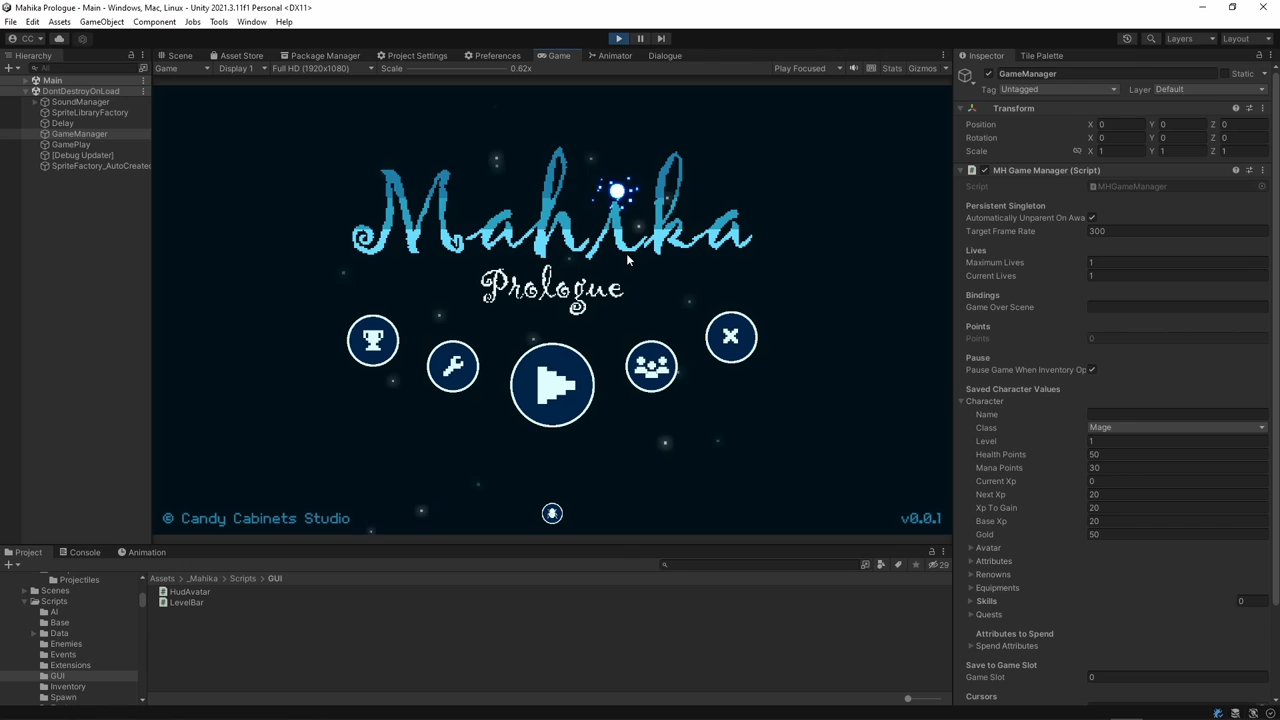 Mahika Prologue - Main - Windows, Mac, Linux - Unity 2021.3.11f1 Personal <DX11>
File Edit Assets GameObject Component Jobs Tools Window Help
CC Layers Layout
Hierarchy
All
Main
DontDestroyOnLoad
SoundManager
SpriteLibraryFactory
Delay
GameManager
GamePlay
[Debug Updater]
SpriteFactory_AutoCreated
Scene Asset Store Package Manager Project Settings Preferences Game Animator Dialogue
Game Display 1 Full HD (1920x1080) Scale 0.62x Play Focused Stats Gizmos
Mahika
Prologue
© Candy Cabinets Studio
v0.0.1
Project Console Animation
29
Projectiles
Scenes
Scripts
AI
Base
Data
Enemies
Events
Extensions
GUI
Inventory
Spawn
Assets > _Mahika > Scripts > GUI
HudAvatar
LevelBar
Inspector Tile Palette
GameManager Static
Tag Untagged Layer Default
Transform
Position X 0 Y 0 Z 0
Rotation X 0 Y 0 Z 0
Scale X 1 Y 1 Z 1
MH Game Manager (Script)
Script MHGameManager
Persistent Singleton
Automatically Unparent On Awa
Target Frame Rate 300
Lives
Maximum Lives 1
Current Lives 1
Bindings
Game Over Scene
Points
Points 0
Pause
Pause Game When Inventory Op
Saved Character Values
Character
Name
Class Mage
Level 1
Health Points 50
Mana Points 30
Current Xp 0
Next Xp 20
Xp To Gain 20
Base Xp 20
Gold 50
Avatar
Attributes
Renowns
Equipments
Skills 0
Quests
Attributes to Spend
Spend Attributes
Save to Game Slot
Game Slot 0
Cursors